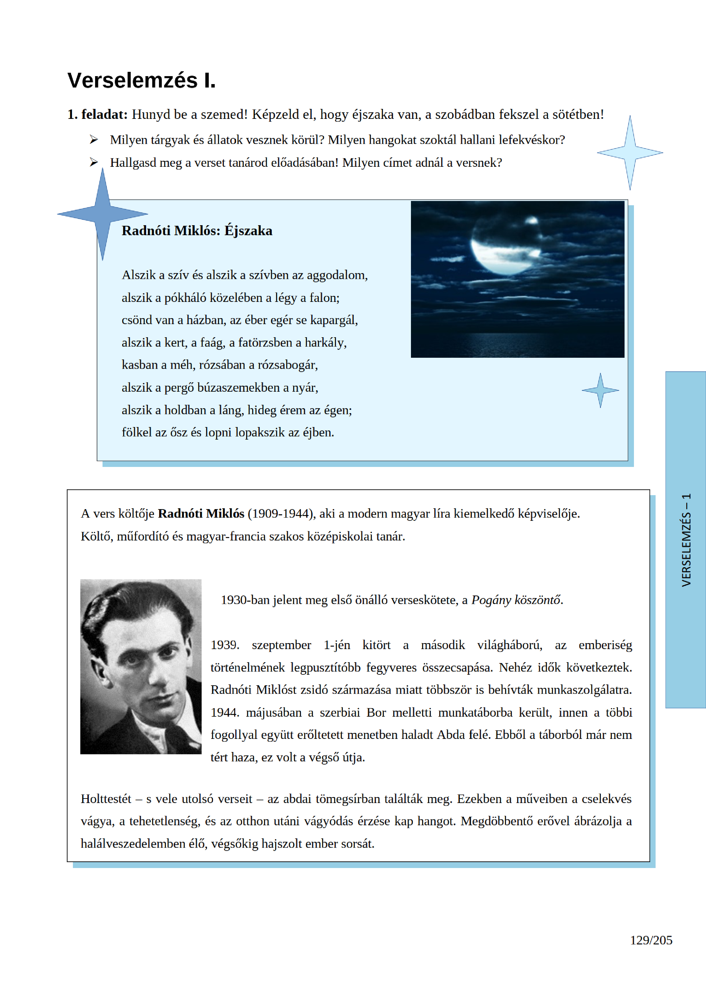 Verselemzés I.
1. feladat: Hunyd be a szemed! Képzeld el, hogy éjszaka van, a szobádban fekszel a sötétben!
➢ Milyen tárgyak és állatok vesznek körül? Milyen hangokat szoktál hallani lefekvéskor?
➢ Hallgasd meg a verset tanárod előadásában! Milyen címet adnál a versnek?
Radnóti Miklós: Éjszaka
Alszik a szív és alszik a szívben az aggodalom,
alszik a pókháló közelében a légy a falon;
csönd van a házban, az éber egér se kapargál,
alszik a kert, a faág, a fatörzsben a harkály,
kasban a méh, rózsában a rózsabogár,
alszik a pergő búzaszemekben a nyár,
alszik a holdban a láng, hideg érem az égen;
fölkel az ősz és lopni lopakszik az éjben.
A vers költője Radnóti Miklós (1909-1944), aki a modern magyar líra kiemelkedő képviselője.
Költő, műfordító és magyar-francia szakos középiskolai tanár.
1930-ban jelent meg első önálló verseskötete, a Pogány köszöntő.
1939. szeptember 1-jén kitört a második világháború, az emberiség
történelmének legpusztítóbb fegyveres összecsapása. Nehéz idők következtek.
Radnóti Miklóst zsidó származása miatt többször is behívták munkaszolgálatra.
1944. májusában a szerbiai Bor melletti munkatáborba került, innen a többi
fogollyal együtt erőltetett menetben haladt Abda felé. Ebből a táborból már nem
tért haza, ez volt a végső útja.
Holttestét – s vele utolsó verseit – az abdai tömegsírban találták meg. Ezekben a műveiben a cselekvés
vágya, a tehetetlenség, és az otthon utáni vágyódás érzése kap hangot. Megdöbbentő erővel ábrázolja a
halálveszedelemben élő, végsőkig hajszolt ember sorsát.
VERSELEMZÉS – 1
129/205